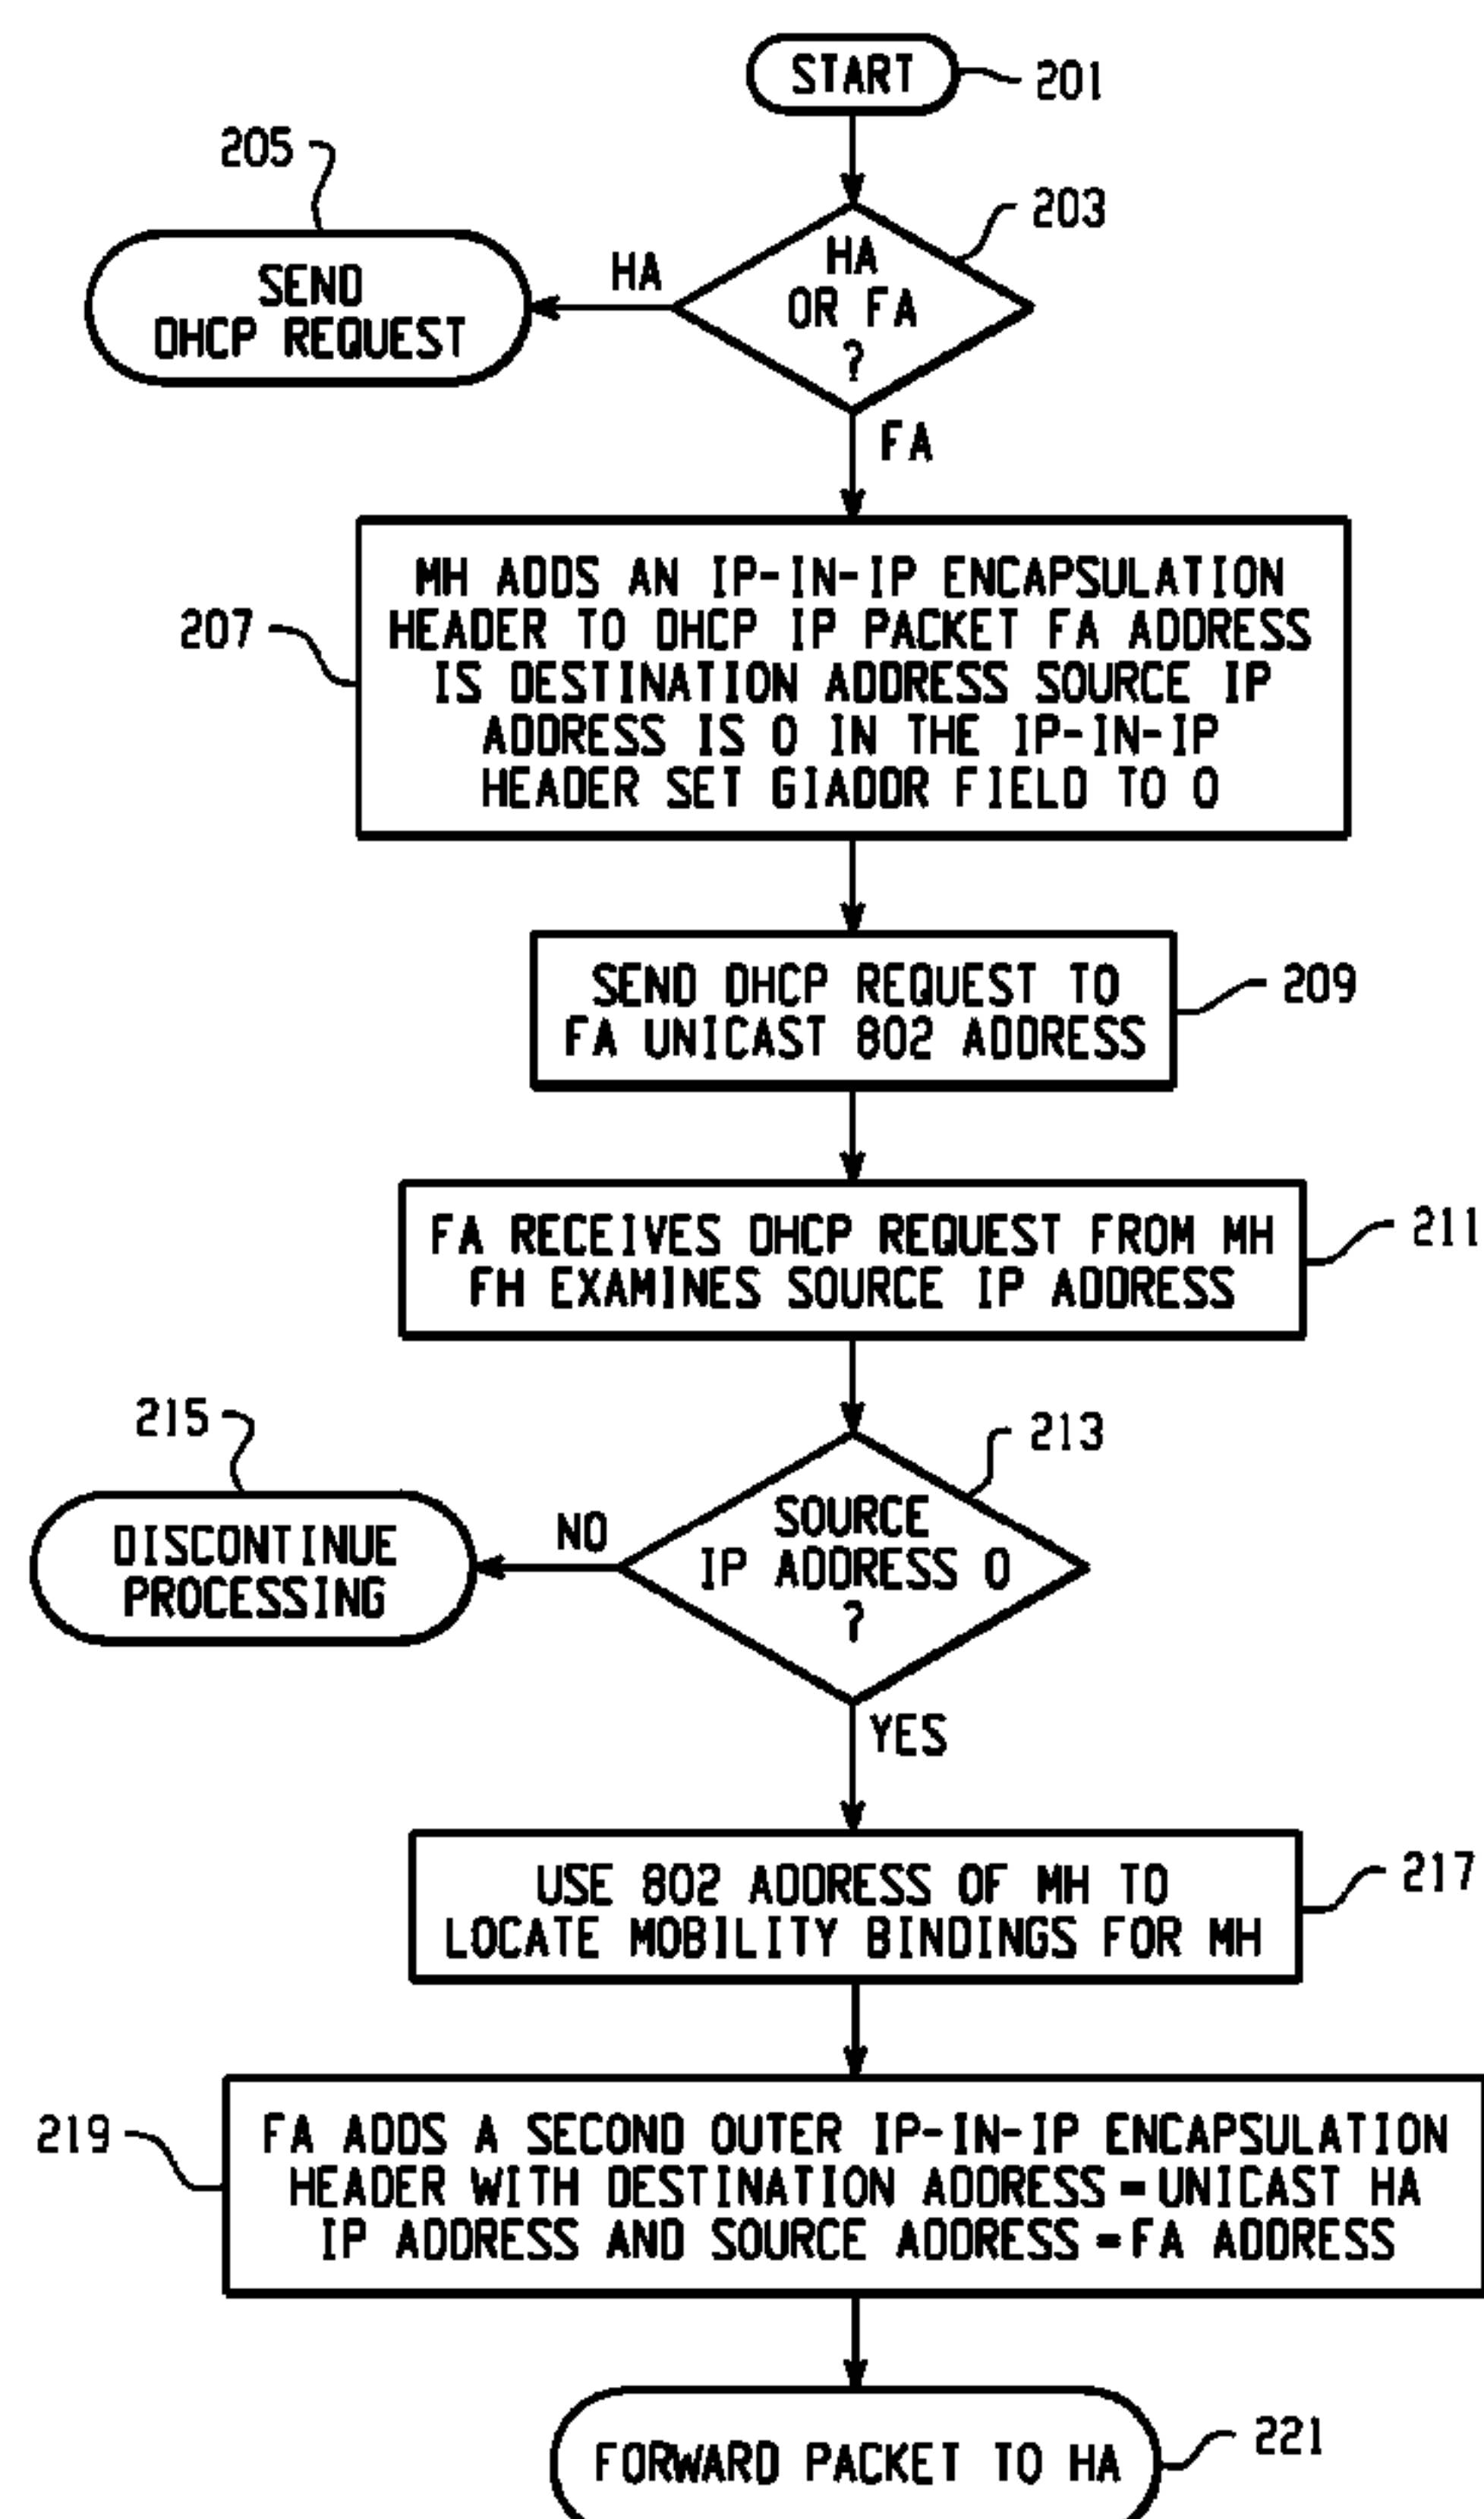 START
201
205
203
HA
OR FA
?
HA
SEND
DHCP REQUEST
FA
207
MH ADDS AN IP-IN-IP ENCAPSULATION
HEADER TO DHCP IP PACKET FA ADDRESS
IS DESTINATION ADDRESS SOURCE IP
ADDRESS IS 0 IN THE IP-IN-IP
HEADER SET GIADDR FIELD TO 0
SEND DHCP REQUEST TO
FA UNICAST 802 ADDRESS
209
FA RECEIVES DHCP REQUEST FROM MH
FH EXAMINES SOURCE IP ADDRESS
211
215
213
SOURCE
IP ADDRESS 0
?
NO
DISCONTINUE
PROCESSING
YES
USE 802 ADDRESS OF MH TO
LOCATE MOBILITY BINDINGS FOR MH
217
219
FA ADDS A SECOND OUTER IP-IN-IP ENCAPSULATION
HEADER WITH DESTINATION ADDRESS=UNICAST HA
IP ADDRESS AND SOURCE ADDRESS=FA ADDRESS
FORWARD PACKET TO HA
221